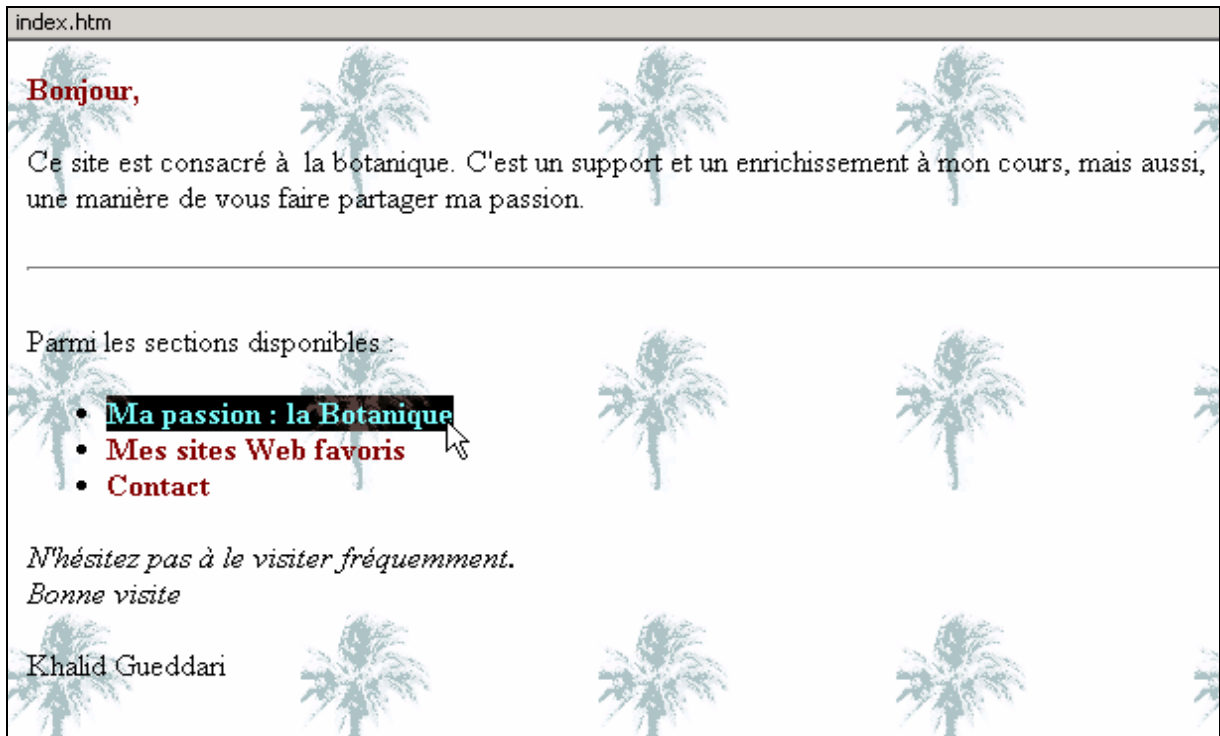 index.htm
Bonjour,
Ce site est consacré à la botanique. C'est un support et un enrichissement à mon cours, mais aussi,
une manière de vous faire partager ma passion.
Parmi les sections disponibles :
• Ma passion : la Botanique
• Mes sites Web favoris
• Contact
N'hésitez pas à le visiter fréquemment.
Bonne visite
Khalid Gueddari